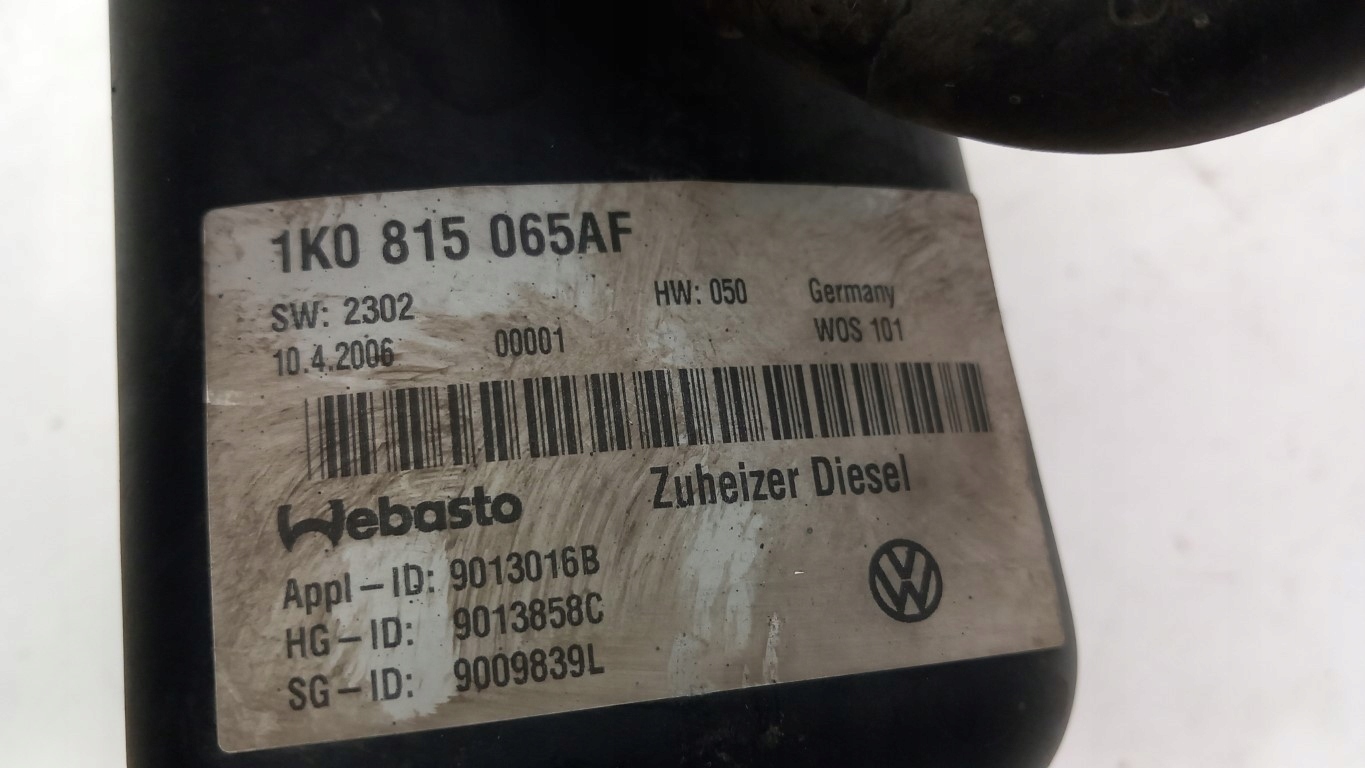 1K0 815 065AF
SW: 2302 HW: 050 Germany
10.4.2006 00001 WOS 101
Webasto Zuheizer Diesel
Appl-ID: 9013016B
HG-ID: 9013858C
SG-ID: 9009839L